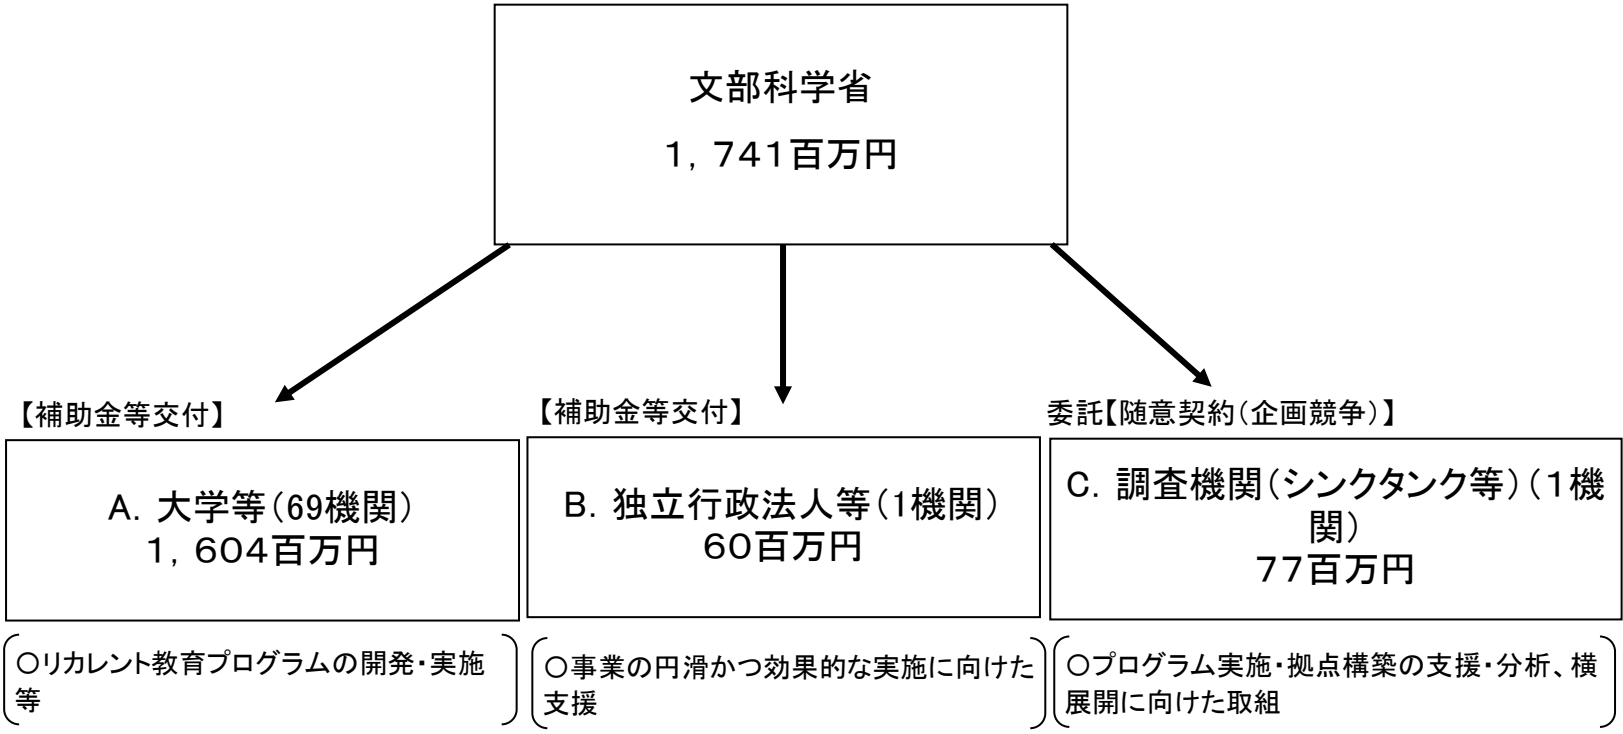 文部科学省
１，７４１百万円
【補助金等交付】
A．大学等（69機関）
１，６０４百万円
○リカレント教育プログラムの開発・実施
等
【補助金等交付】
B．独立行政法人等（1機関）
６０百万円
○事業の円滑かつ効果的な実施に向けた
支援
委託【随意契約（企画競争）】
C．調査機関（シンクタンク等）（１機
関）
７７百万円
○プログラム実施・拠点構築の支援・分析、横
展開に向けた取組